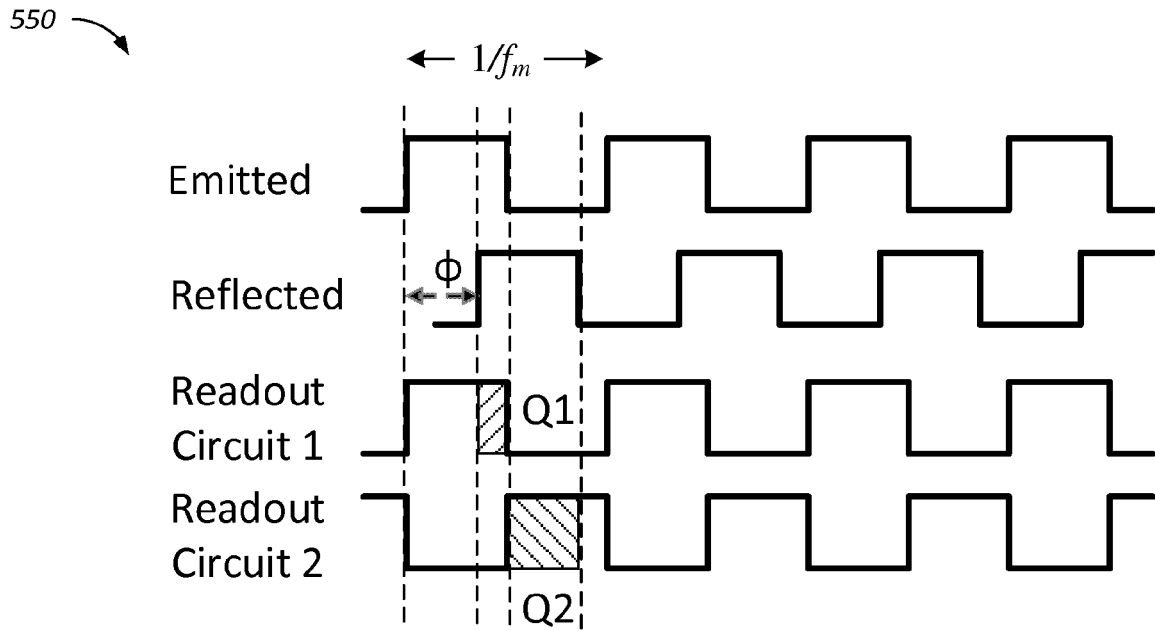 550
1/fm
Emitted
ϕ
Reflected
Readout
Circuit 1
Q1
Readout
Circuit 2
Q2